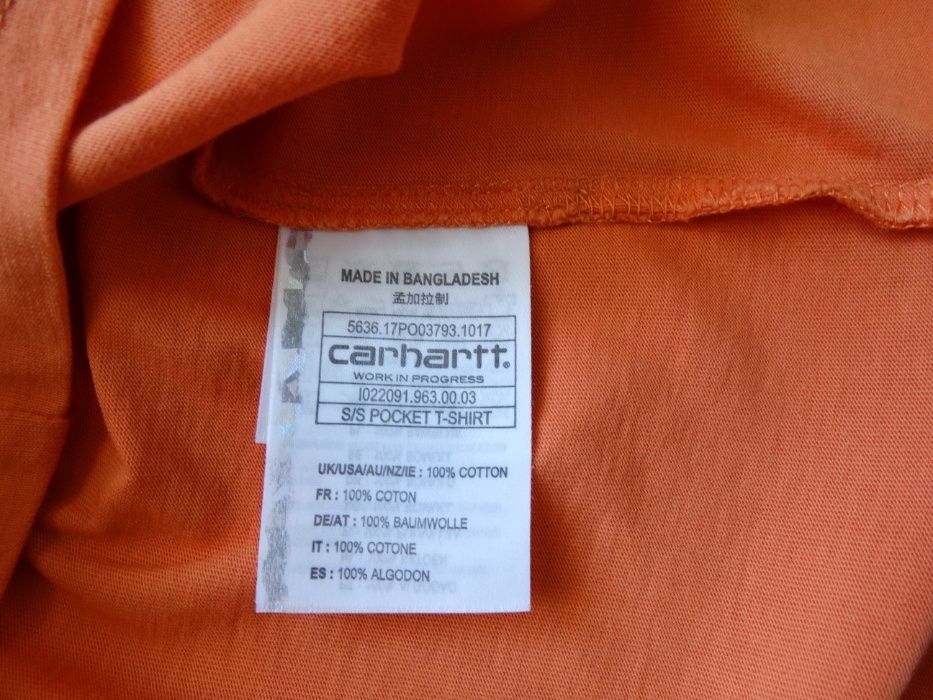 MADE IN BANGLADESH
孟加拉制
5636.17PO03793.1017
carhartt®
WORK IN PROGRESS
I022091.963.00.03
S/S POCKET T-SHIRT
UK/USA/AU/NZ/IE : 100% COTTON
FR : 100% COTON
DE/AT : 100% BAUMWOLLE
IT : 100% COTONE
ES : 100% ALGODON